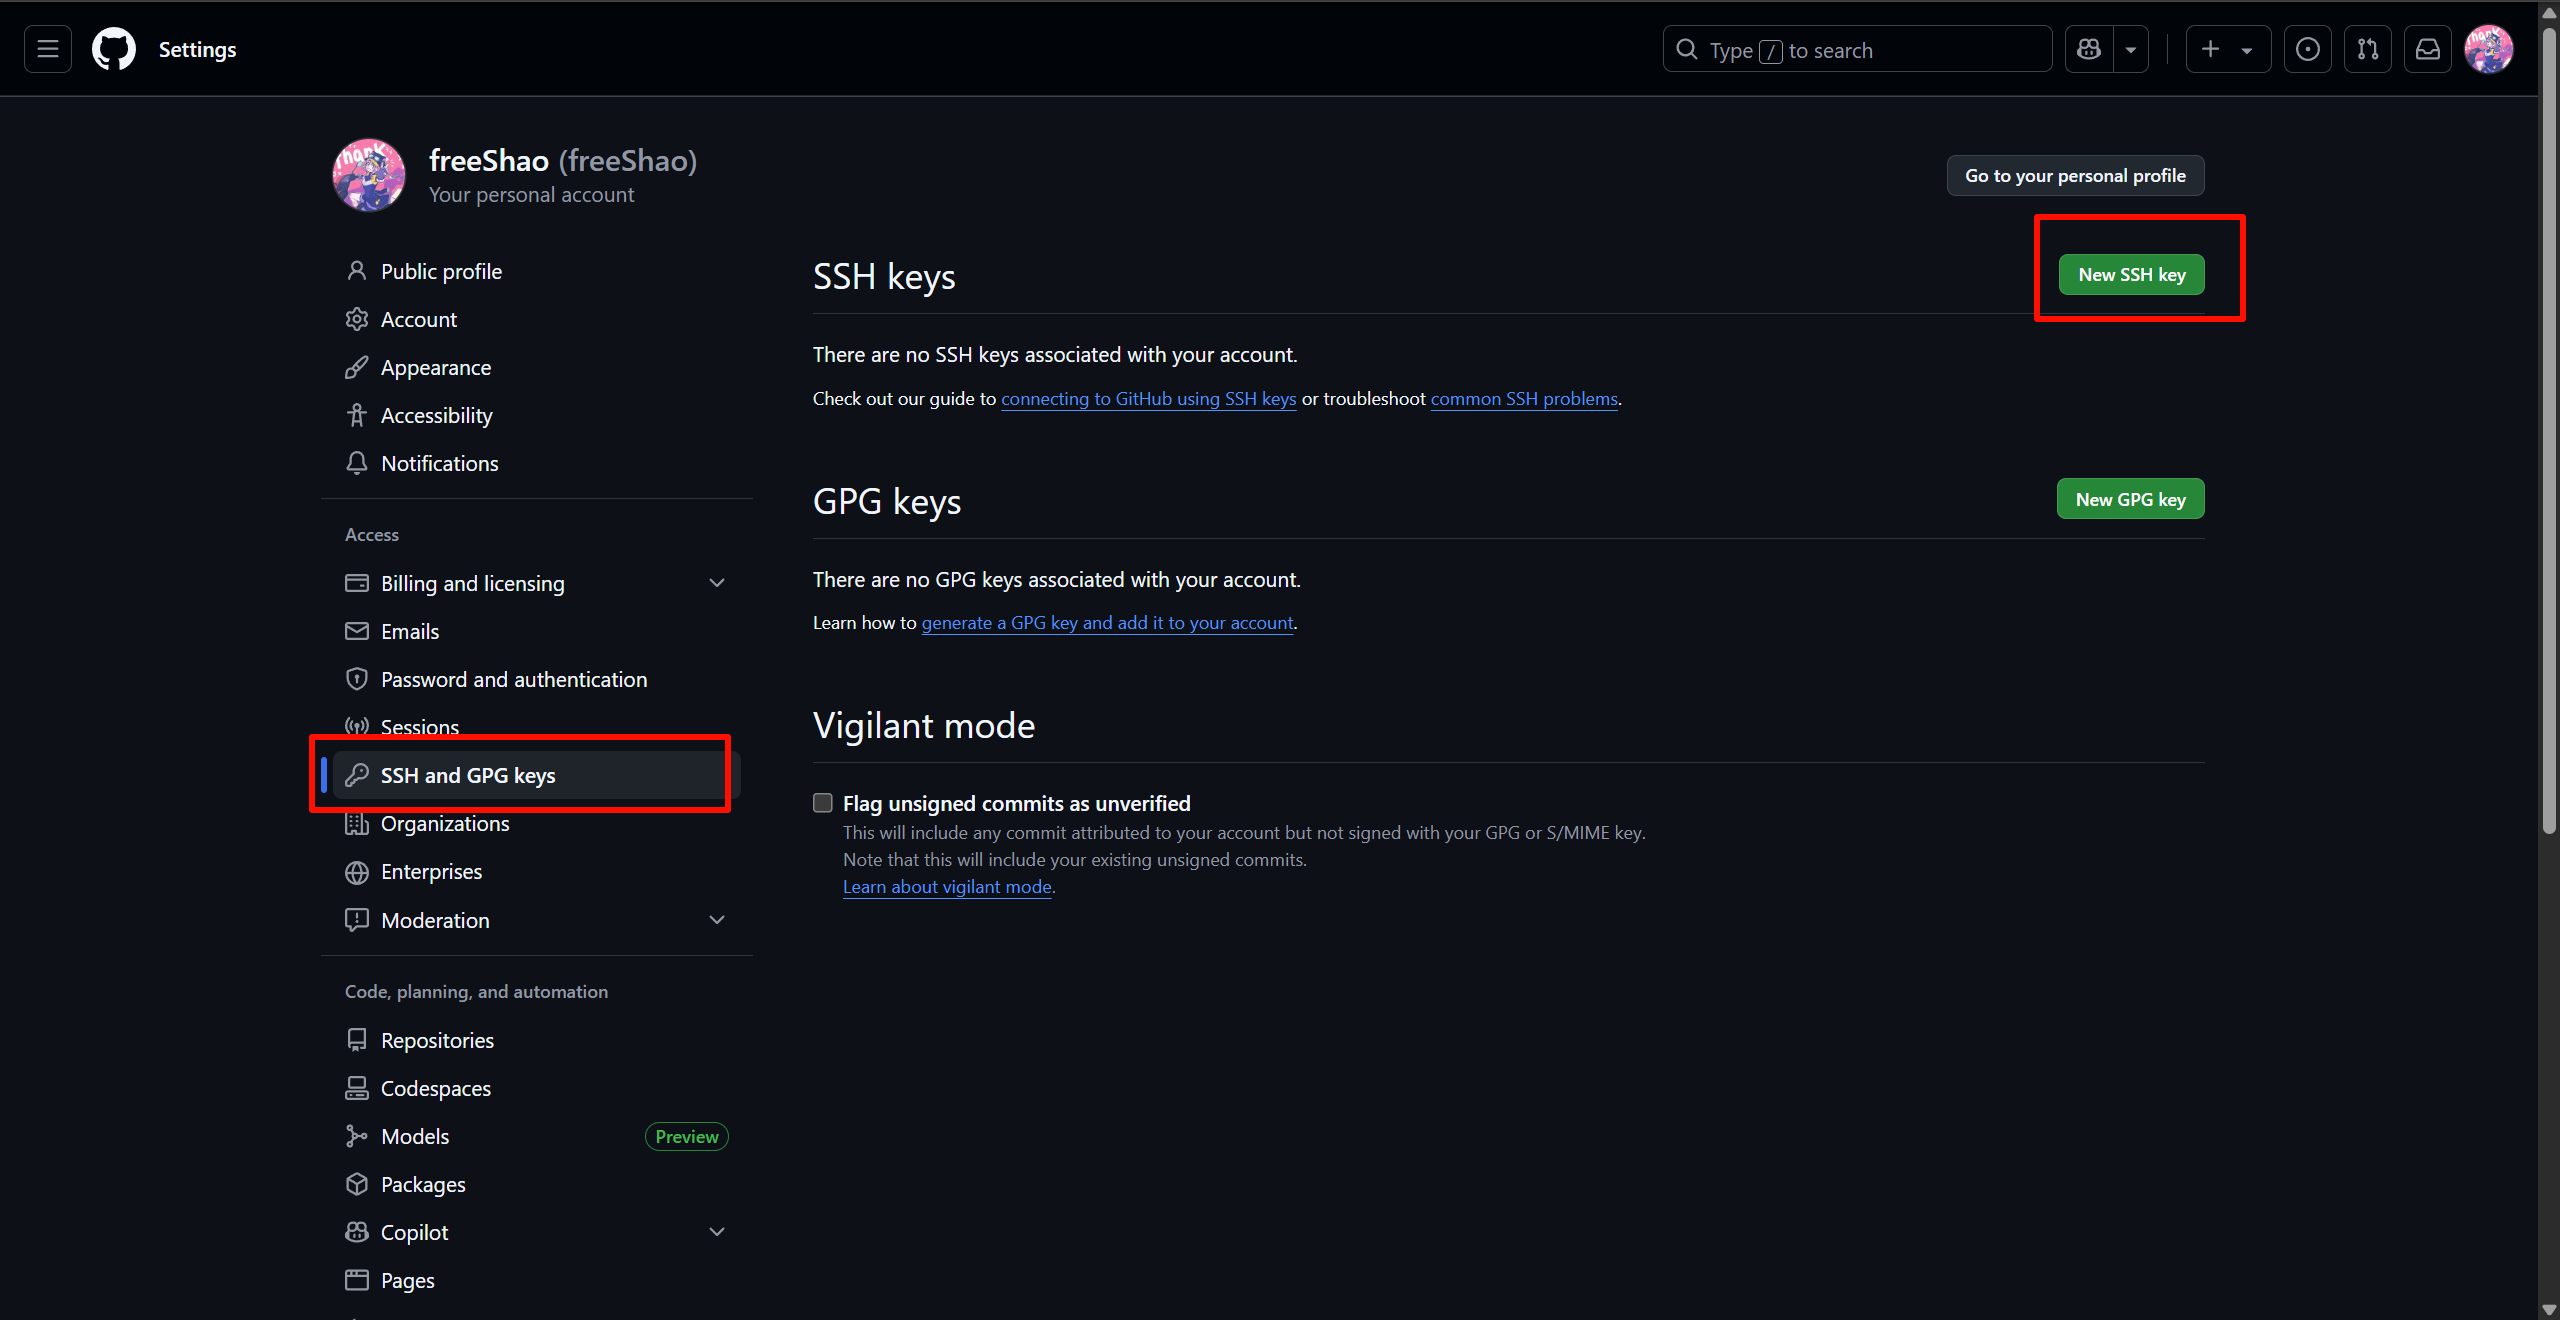 Settings
Type / to search
freeShao (freeShao)
Your personal account
Go to your personal profile
Public profile
Account
Appearance
Accessibility
Notifications
Access
Billing and licensing
Emails
Password and authentication
Sessions
SSH and GPG keys
Organizations
Enterprises
Moderation
Code, planning, and automation
Repositories
Codespaces
Models Preview
Packages
Copilot
Pages
SSH keys
New SSH key
There are no SSH keys associated with your account.
Check out our guide to connecting to GitHub using SSH keys or troubleshoot common SSH problems.
GPG keys
New GPG key
There are no GPG keys associated with your account.
Learn how to generate a GPG key and add it to your account.
Vigilant mode
Flag unsigned commits as unverified
This will include any commit attributed to your account but not signed with your GPG or S/MIME key.
Note that this will include your existing unsigned commits.
Learn about vigilant mode.